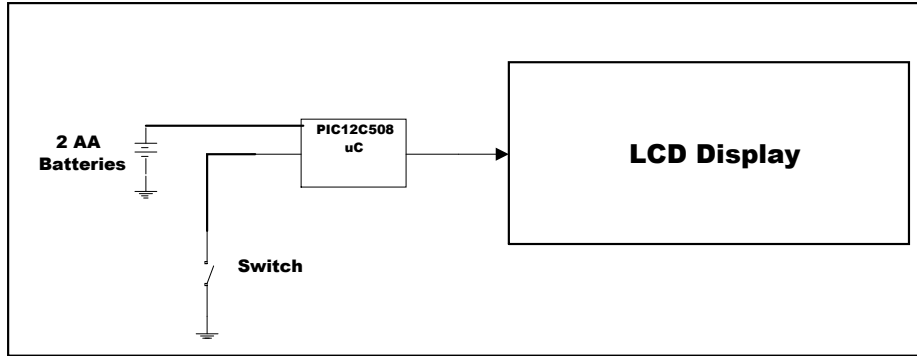 2 AA
Batteries
PIC12C508
uC
LCD Display
Switch